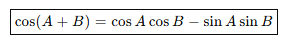 cos(A + B) = cos A cos B − sin A sin B